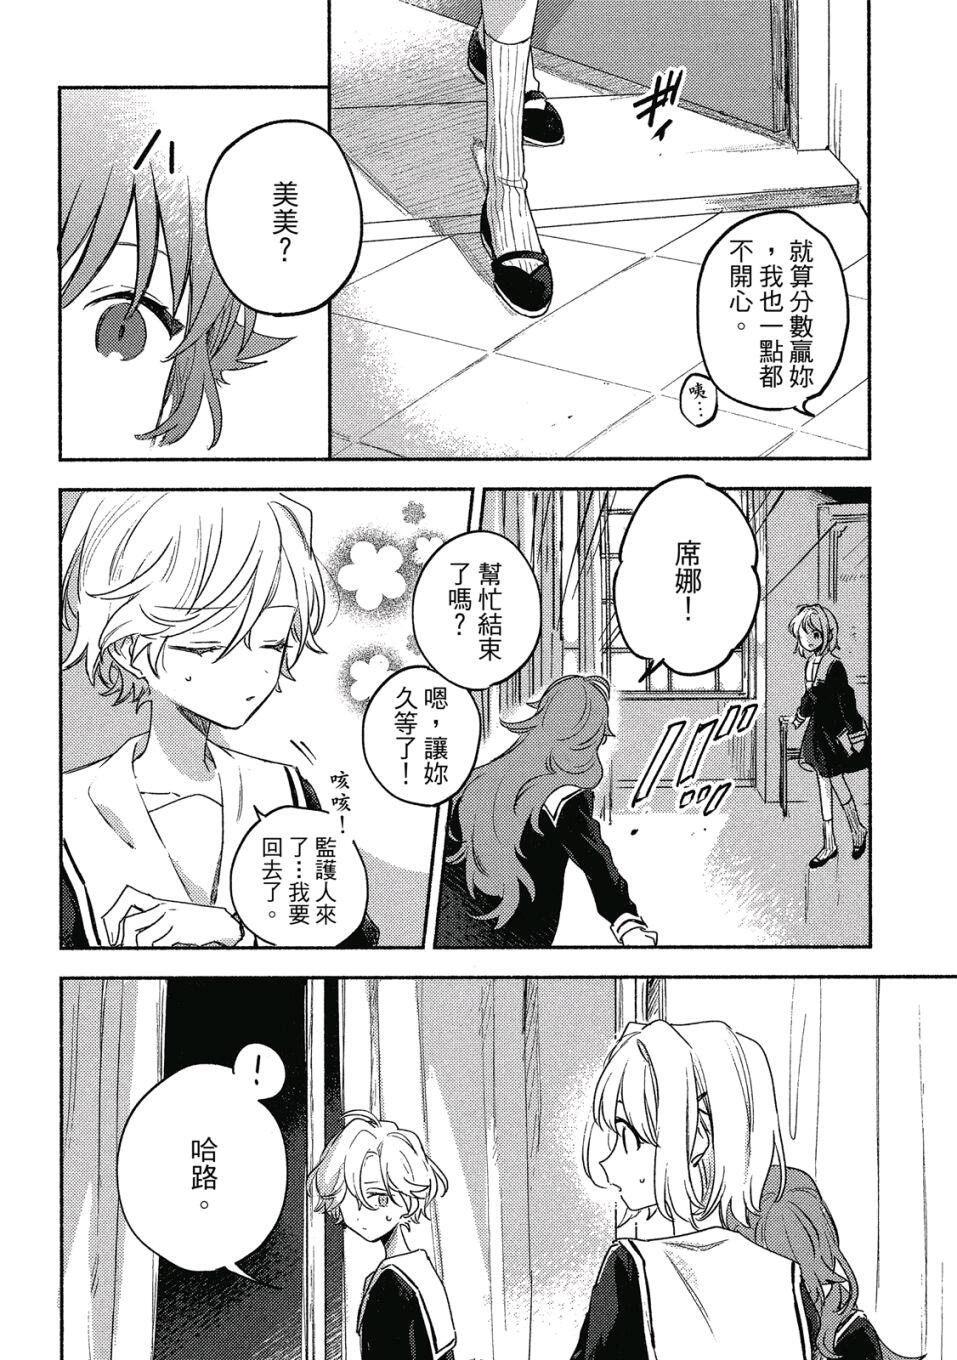 就算分數贏妳
，我也一點都
不開心。
咦…
美美？
席娜！
幫忙結束
了嗎？
嗯，讓妳
久等了！
咳咳！
監護人來
了…我要
回去了。
！
哈路。